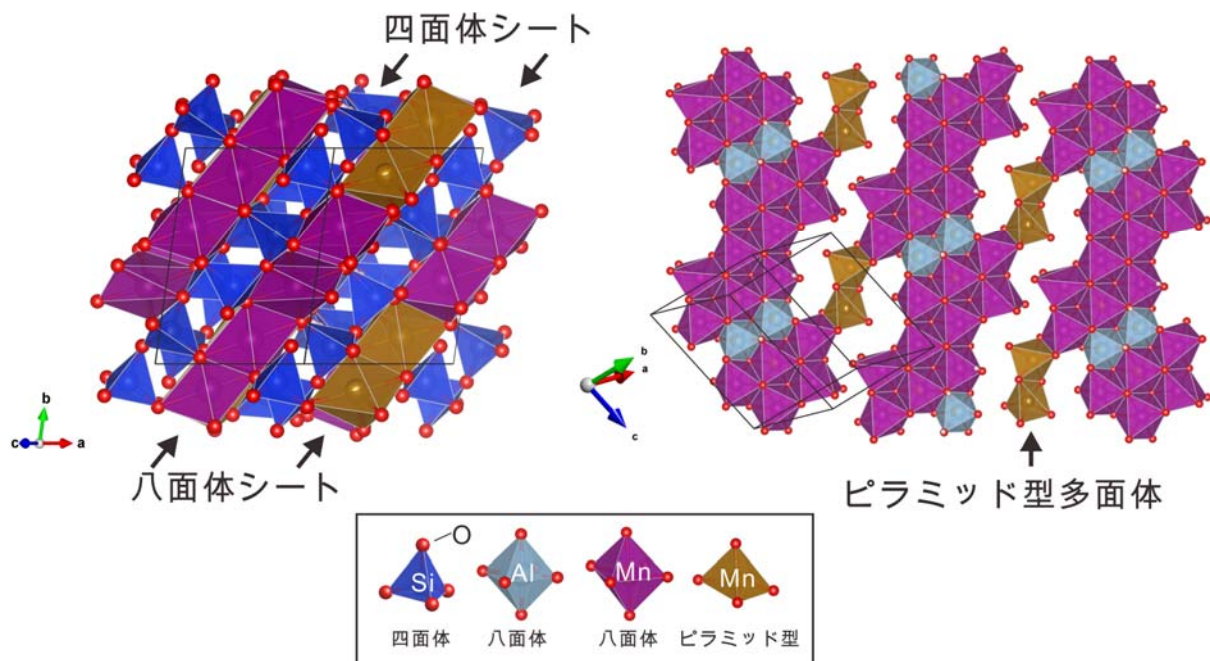 四面体シート
b
c
a
八面体シート
b
a
c
ピラミッド型多面体
O
Si
Al
Mn
Mn
四面体
八面体
八面体
ピラミッド型